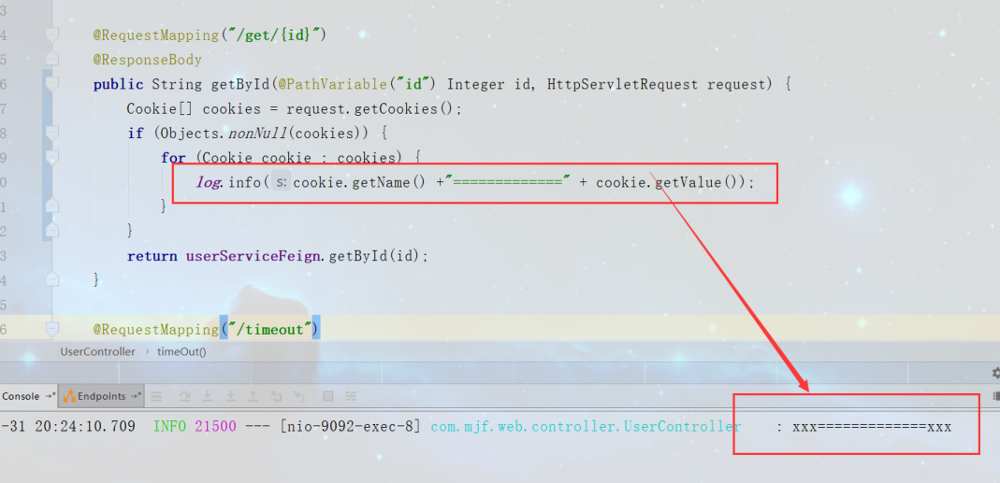 3
4 @RequestMapping("/get/{id}")
5 @ResponseBody
6 public String getById(@PathVariable("id") Integer id, HttpServletRequest request) {
7 Cookie[] cookies = request.getCookies();
8 if (Objects.nonNull(cookies)) {
9 for (Cookie cookie : cookies) {
0 log.info( s: cookie.getName() +"=============" + cookie.getValue());
1 }
2 }
3 return userServiceFeign.getById(id);
4 }
5
6 @RequestMapping("/timeout")
UserController › timeOut()
Console Endpoints
-31 20:24:10.709 INFO 21500 --- [nio-9092-exec-8] com.mjf.web.controller.UserController : xxx=============xxx